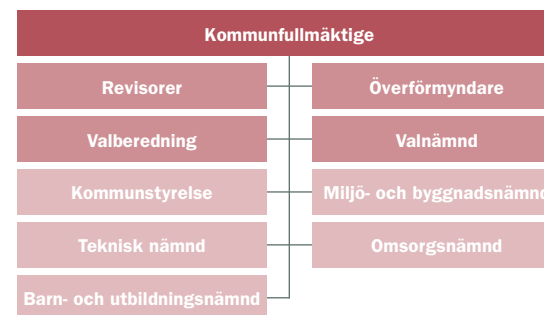 Kommunfullmäktige
Revisorer
Överförmyndare
Valberedning
Valnämnd
Kommunstyrelse
Miljö- och byggnadsnämnd
Teknisk nämnd
Omsorgsnämnd
Barn- och utbildningsnämnd